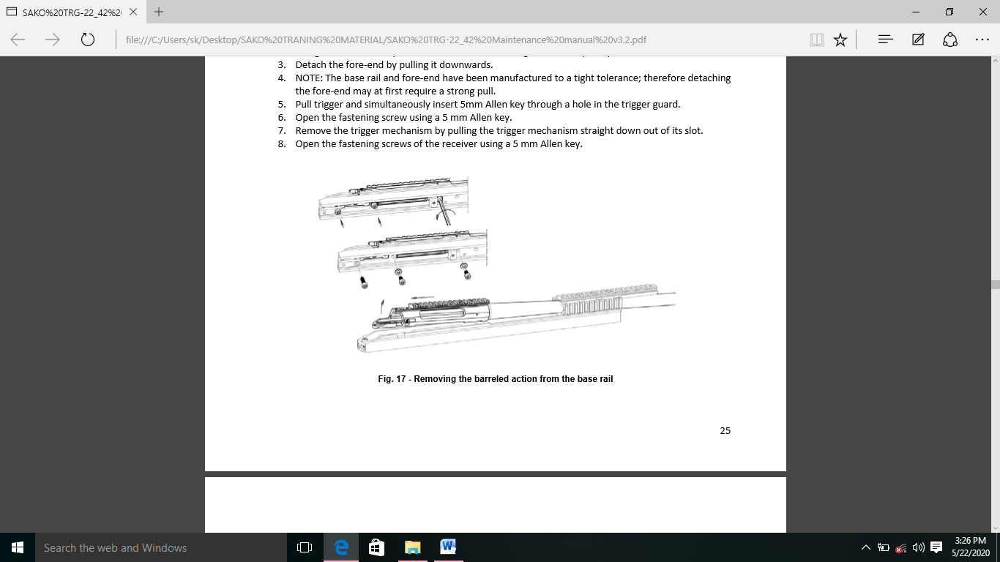 SAKO%20TRG-22_42%2
file:///C:/Users/sk/Desktop/SAKO%20TRANING%20MATERIAL/SAKO%20TRG-22_42%20Maintenance%20manual%20v3.2.pdf
3. Detach the fore-end by pulling it downwards.
4. NOTE: The base rail and fore-end have been manufactured to a tight tolerance; therefore detaching
the fore-end may at first require a strong pull.
5. Pull trigger and simultaneously insert 5mm Allen key through a hole in the trigger guard.
6. Open the fastening screw using a 5 mm Allen key.
7. Remove the trigger mechanism by pulling the trigger mechanism straight down out of its slot.
8. Open the fastening screws of the receiver using a 5 mm Allen key.
Fig. 17 - Removing the barreled action from the base rail
25
Search the web and Windows
3:26 PM
5/22/2020